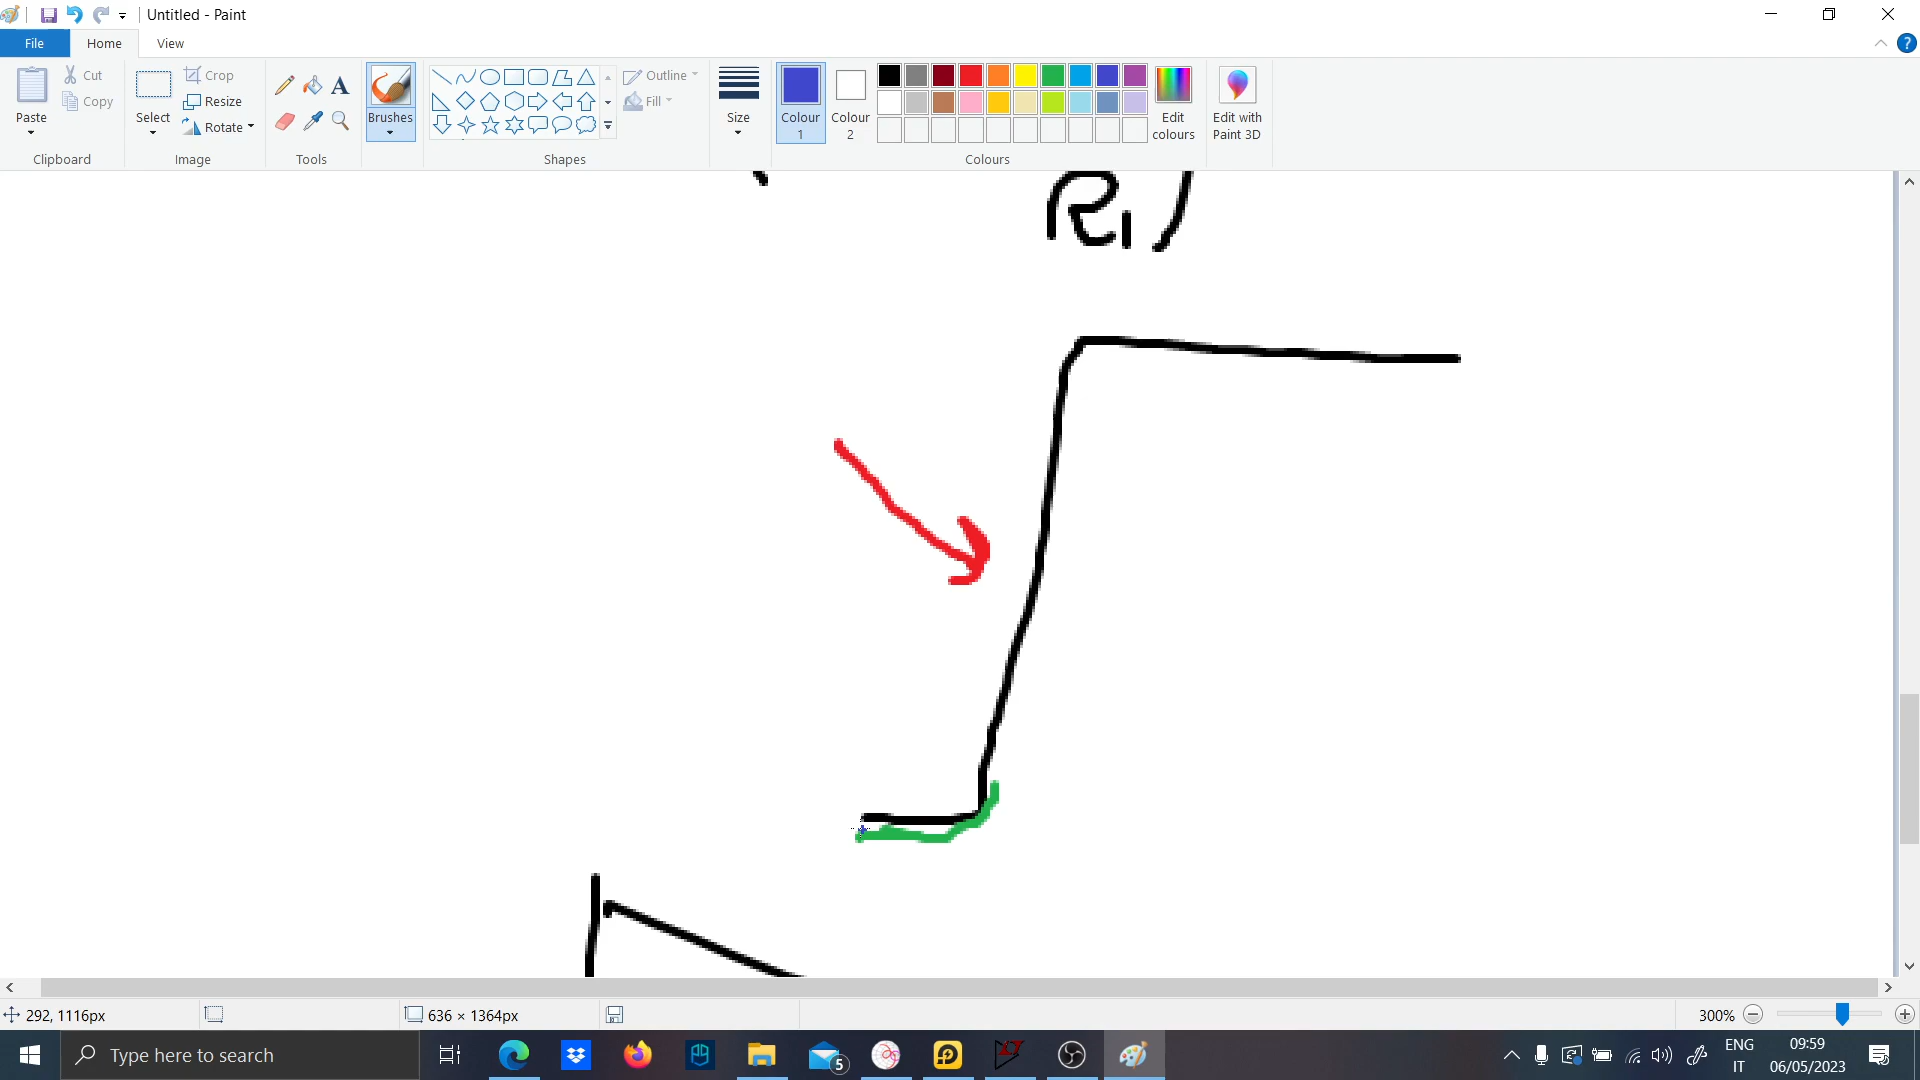 Untitled - Paint
File Home View
Paste
Cut
Copy
Clipboard
Select
Crop
Resize
Rotate
Image
A
Tools
Brushes
Outline
Fill
Shapes
Size
Colour 1
Colour 2
Edit colours
Edit with Paint 3D
Colours
?
R1)
292, 1116px
636 × 1364px
300%
Type here to search
5
ENG
IT
09:59
06/05/2023